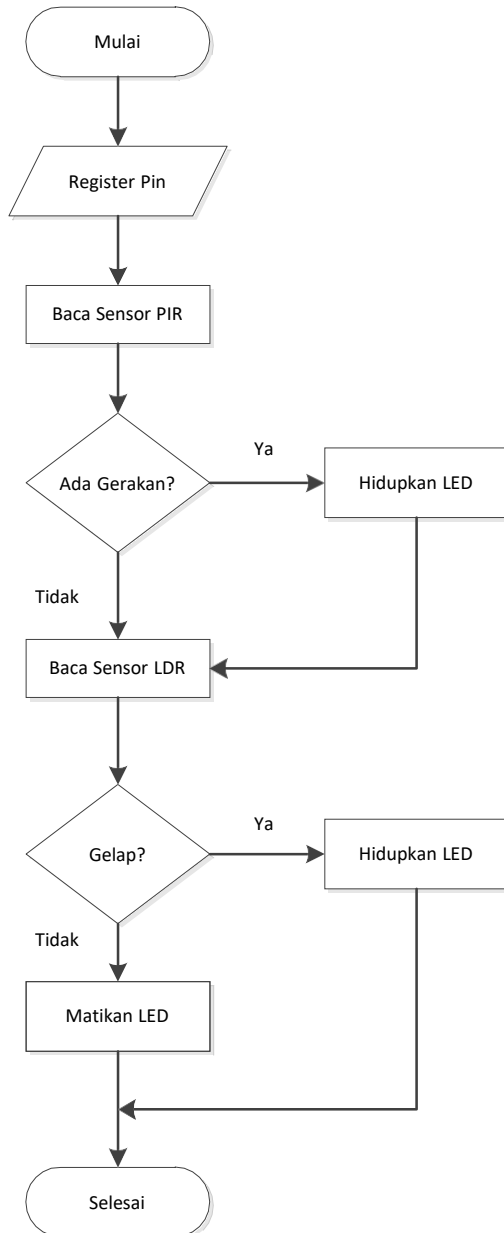 Mulai
Register Pin
Baca Sensor PIR
Ada Gerakan?
Ya
Hidupkan LED
Tidak
Baca Sensor LDR
Gelap?
Ya
Hidupkan LED
Tidak
Matikan LED
Selesai